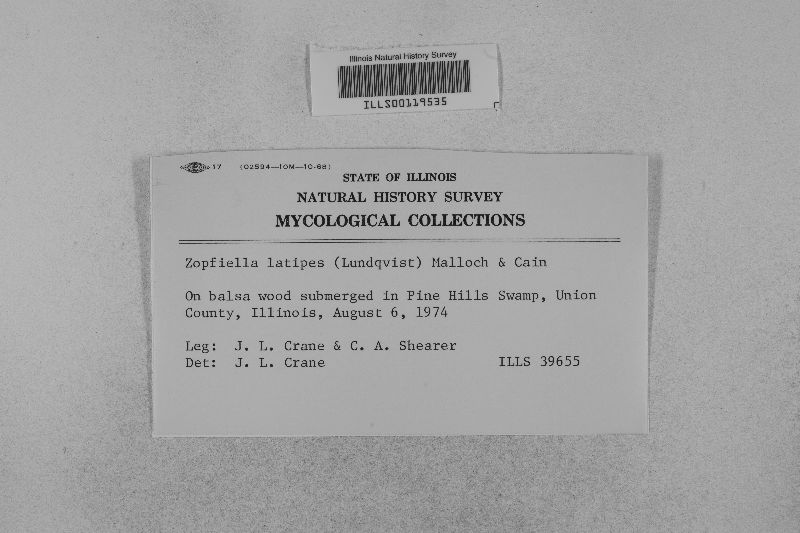 Illinois Natural History Survey
ILLS00119535
17 (02594—10M—10-68)
STATE OF ILLINOIS
NATURAL HISTORY SURVEY
MYCOLOGICAL COLLECTIONS
Zopfiella latipes (Lundqvist) Malloch & Cain
On balsa wood submerged in Pine Hills Swamp, Union
County, Illinois, August 6, 1974
Leg: J. L. Crane & C. A. Shearer
Det: J. L. Crane ILLS 39655